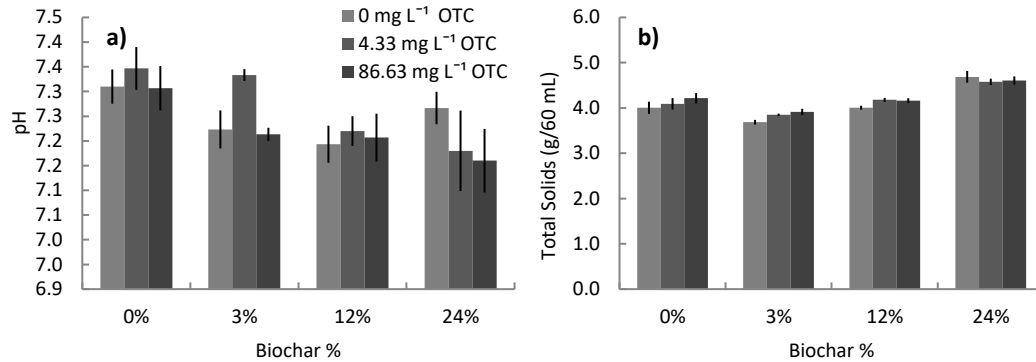 a)
0 mg L⁻¹ OTC
4.33 mg L⁻¹ OTC
86.63 mg L⁻¹ OTC
pH
7.5
7.4
7.4
7.3
7.3
7.2
7.2
7.1
7.1
7.0
7.0
6.9
0% 3% 12% 24%
Biochar %
b)
Total Solids (g/60 mL)
6.0
5.0
4.0
3.0
2.0
1.0
0.0
0% 3% 12% 24%
Biochar %